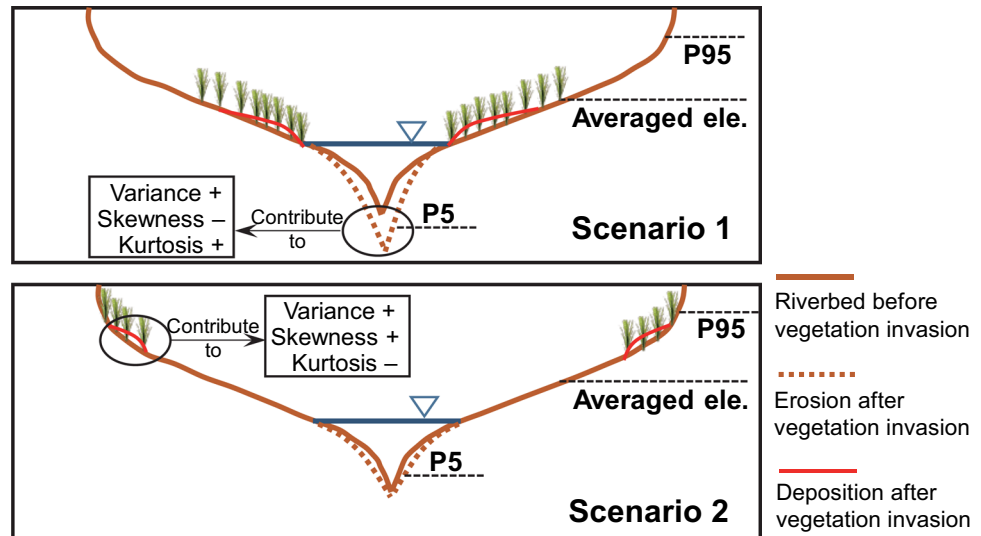 P95
Averaged ele.
Variance +
Skewness –
Kurtosis +
Contribute
to
P5
Scenario 1
Variance +
Skewness +
Kurtosis –
Contribute
to
P95
Averaged ele.
P5
Scenario 2
Riverbed before
vegetation invasion
Erosion after
vegetation invasion
Deposition after
vegetation invasion